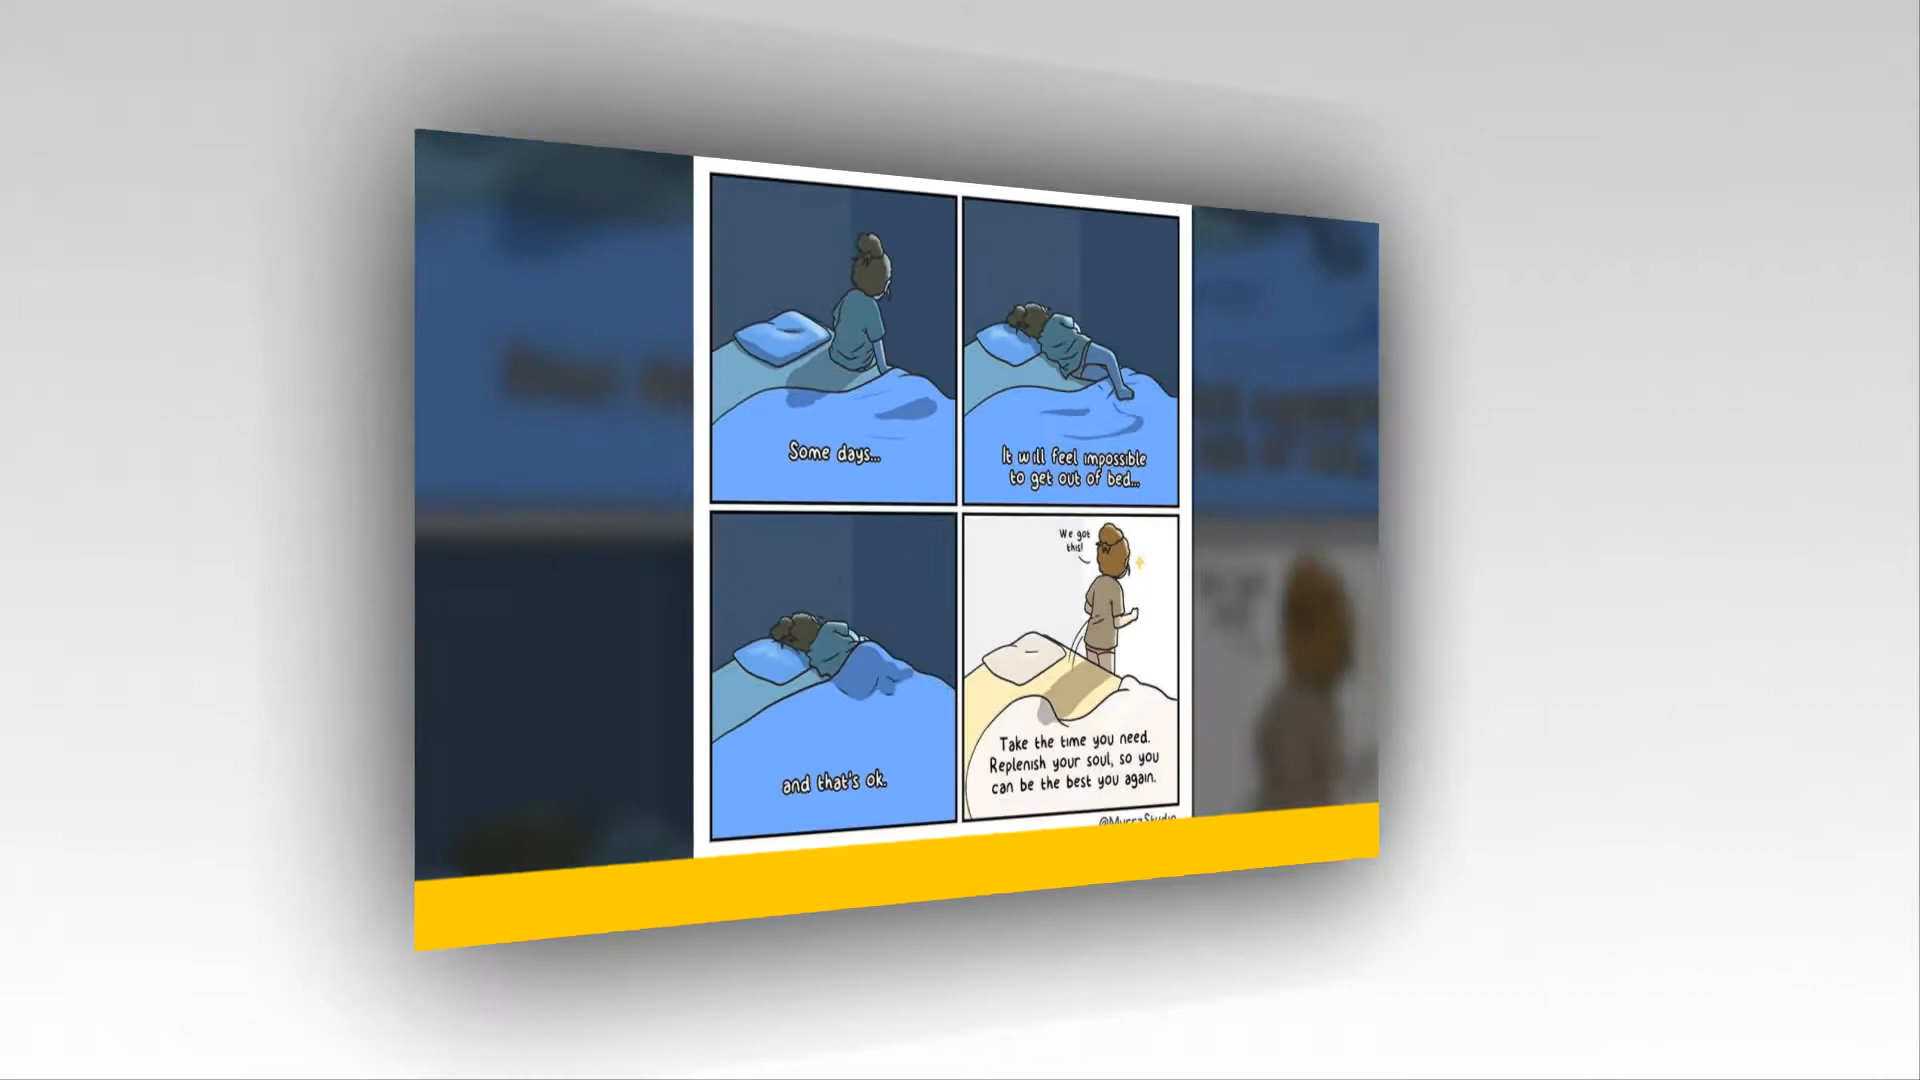 Some days...
It will feel impossible
to get out of bed...
and that's ok.
We got
this!
Take the time you need.
Replenish your soul, so you
can be the best you again.
@MurrzStudio